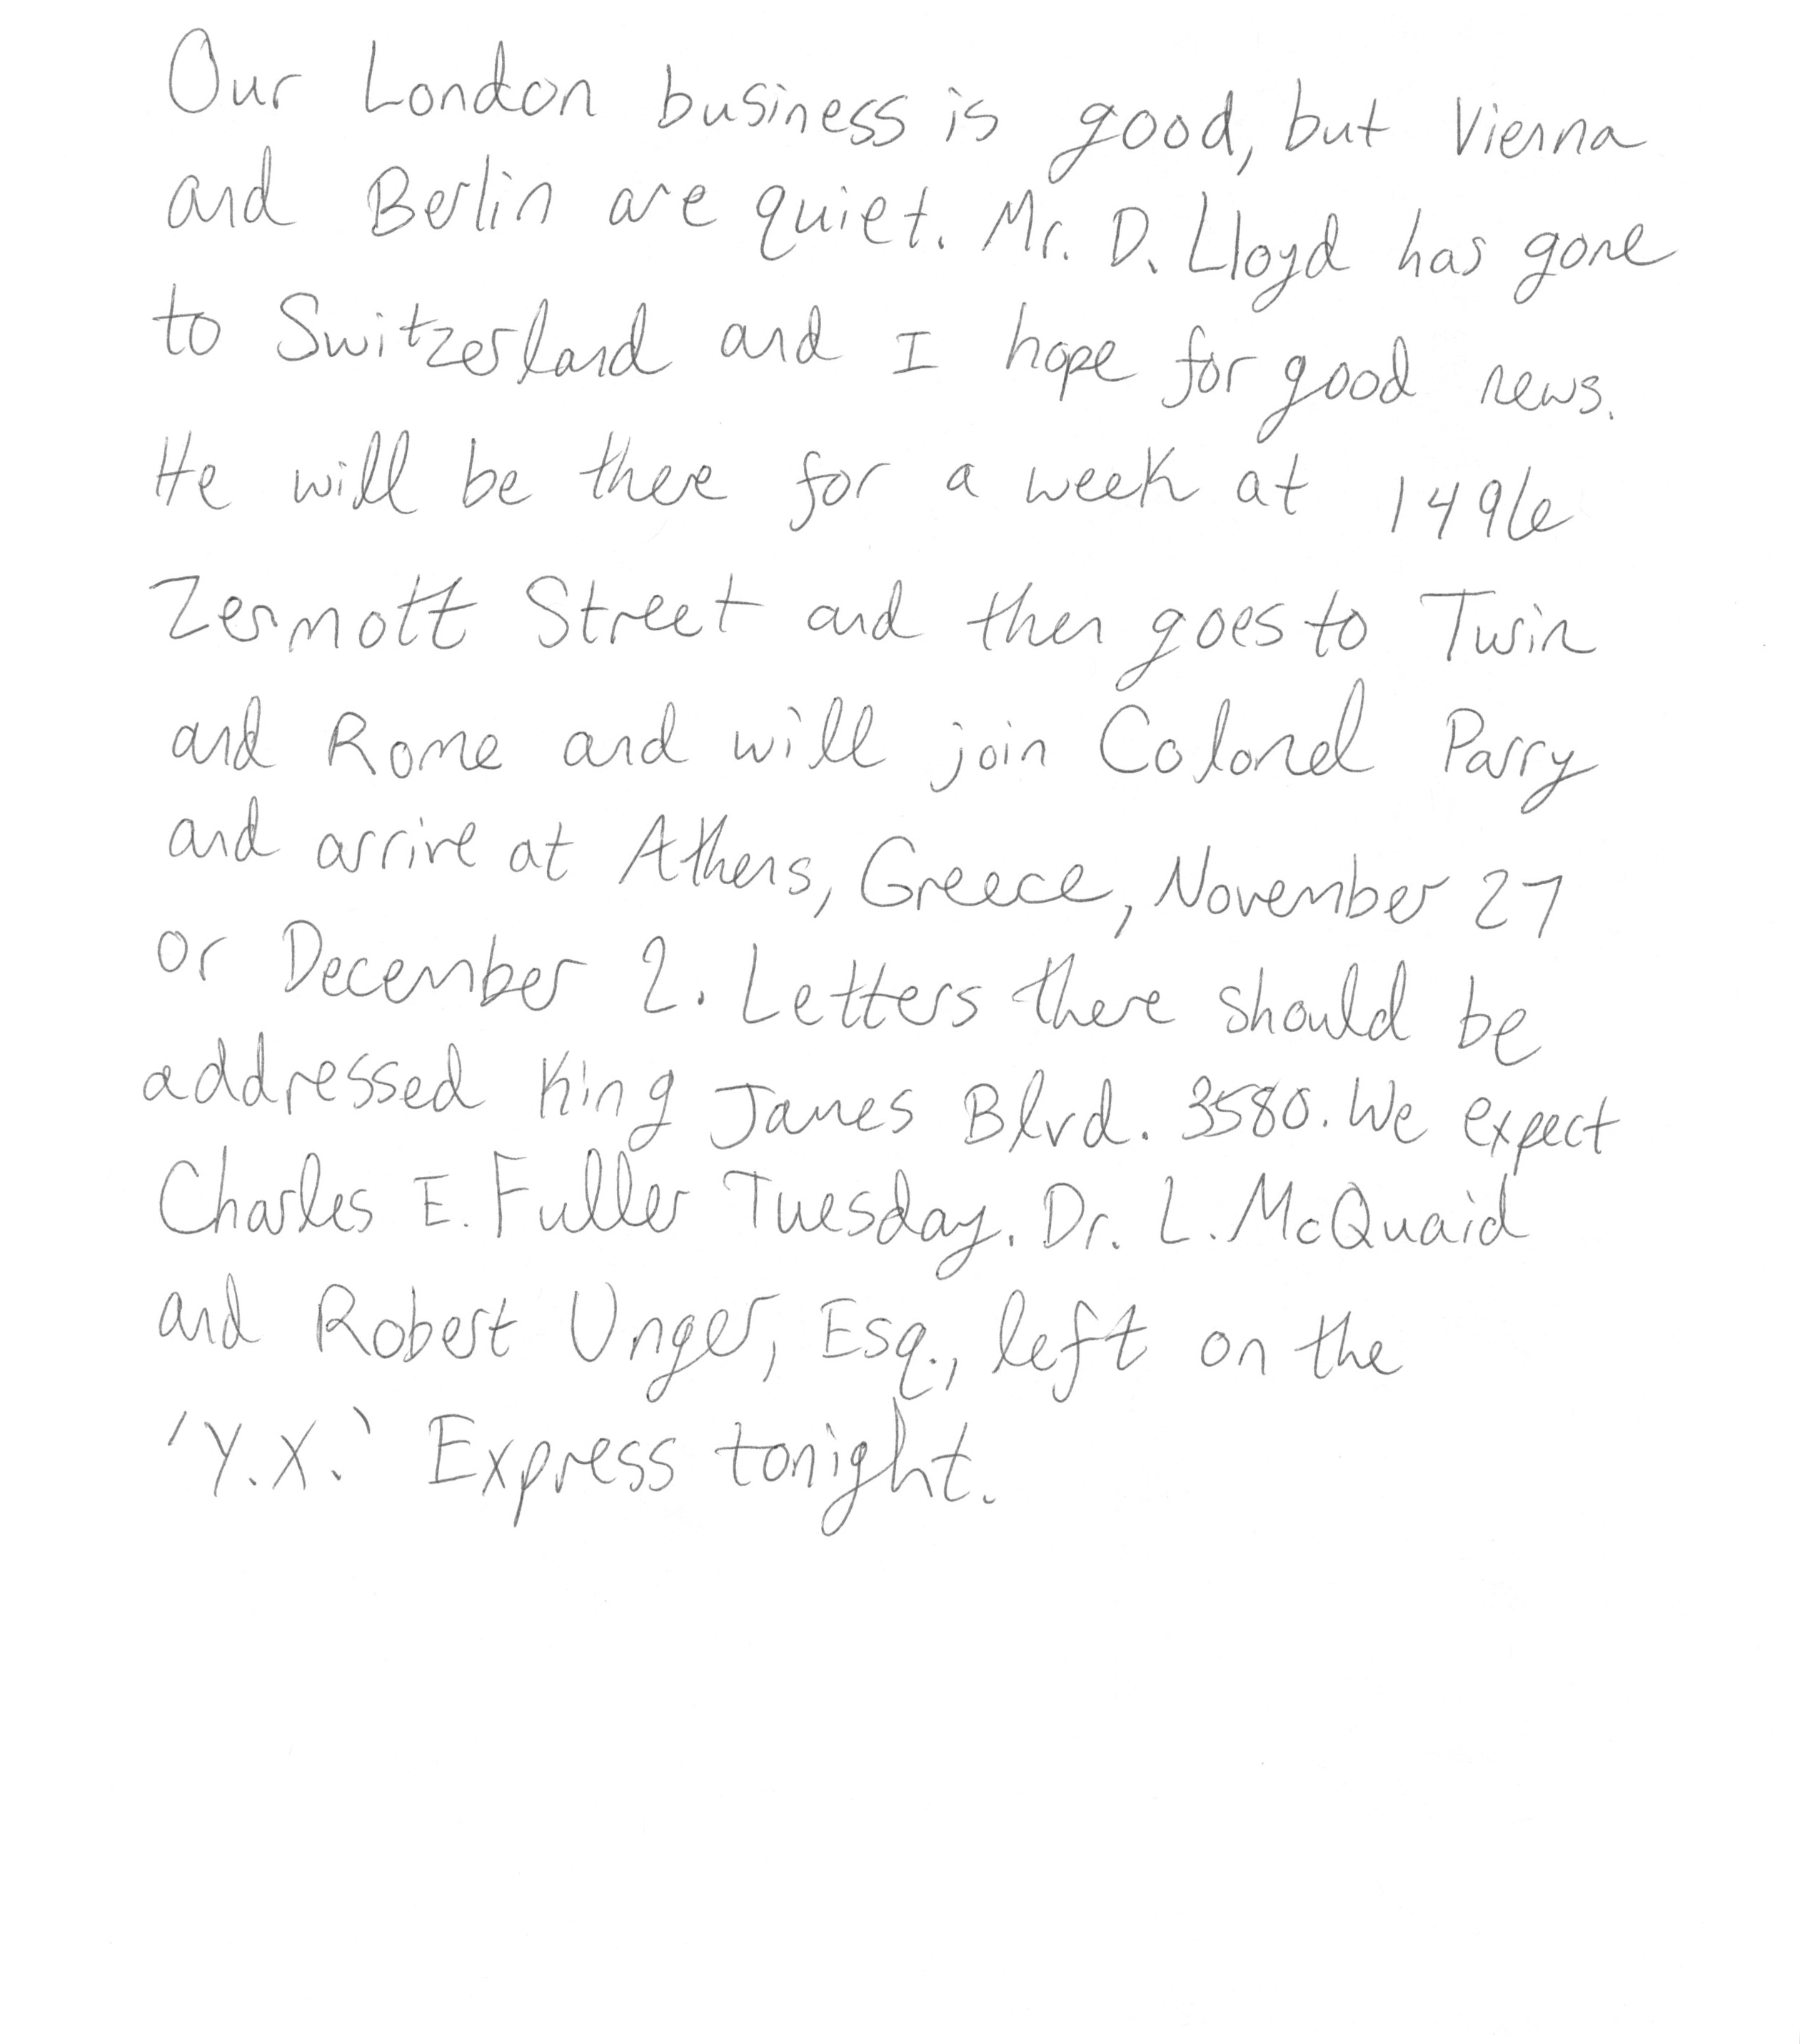 Our London business is good, but Vienna
and Berlin are quiet. Mr. D. Lloyd has gone
to Switzerland and I hope for good news.
He will be there for a week at 1496
Zermott Street and then goes to Turin
and Rome and will join Colonel Parry
and arrive at Athens, Greece, November 27
or December 2. Letters there should be
addressed King James Blvd. 3580. We expect
Charles E. Fuller Tuesday. Dr. L. McQuaid
and Robert Unger, Esq., left on the
'Y.X.' Express tonight.